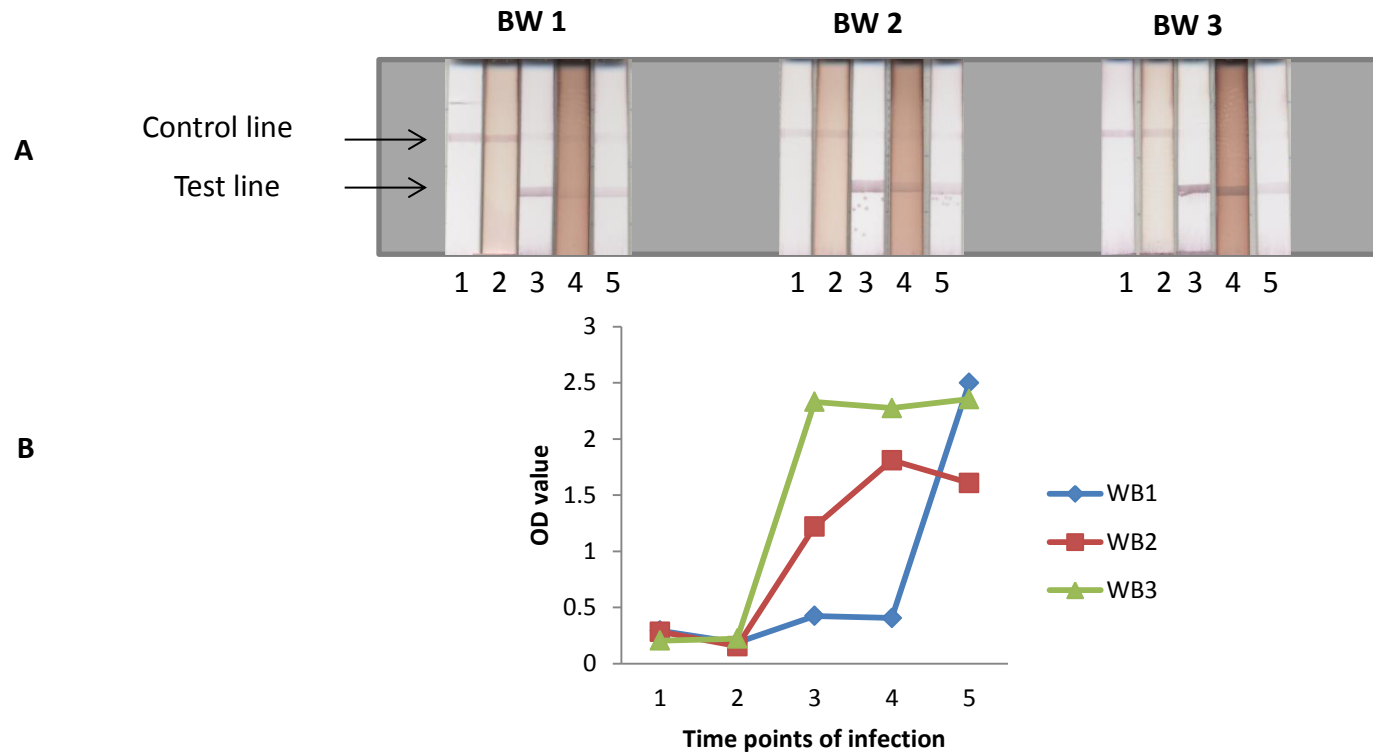 BW 1 BW 2 BW 3
A
Control line
Test line
1 2 3 4 5 1 2 3 4 5 1 2 3 4 5
B
3
2.5
2
1.5
1
0.5
0
OD value
WB1
WB2
WB3
1 2 3 4 5
Time points of infection